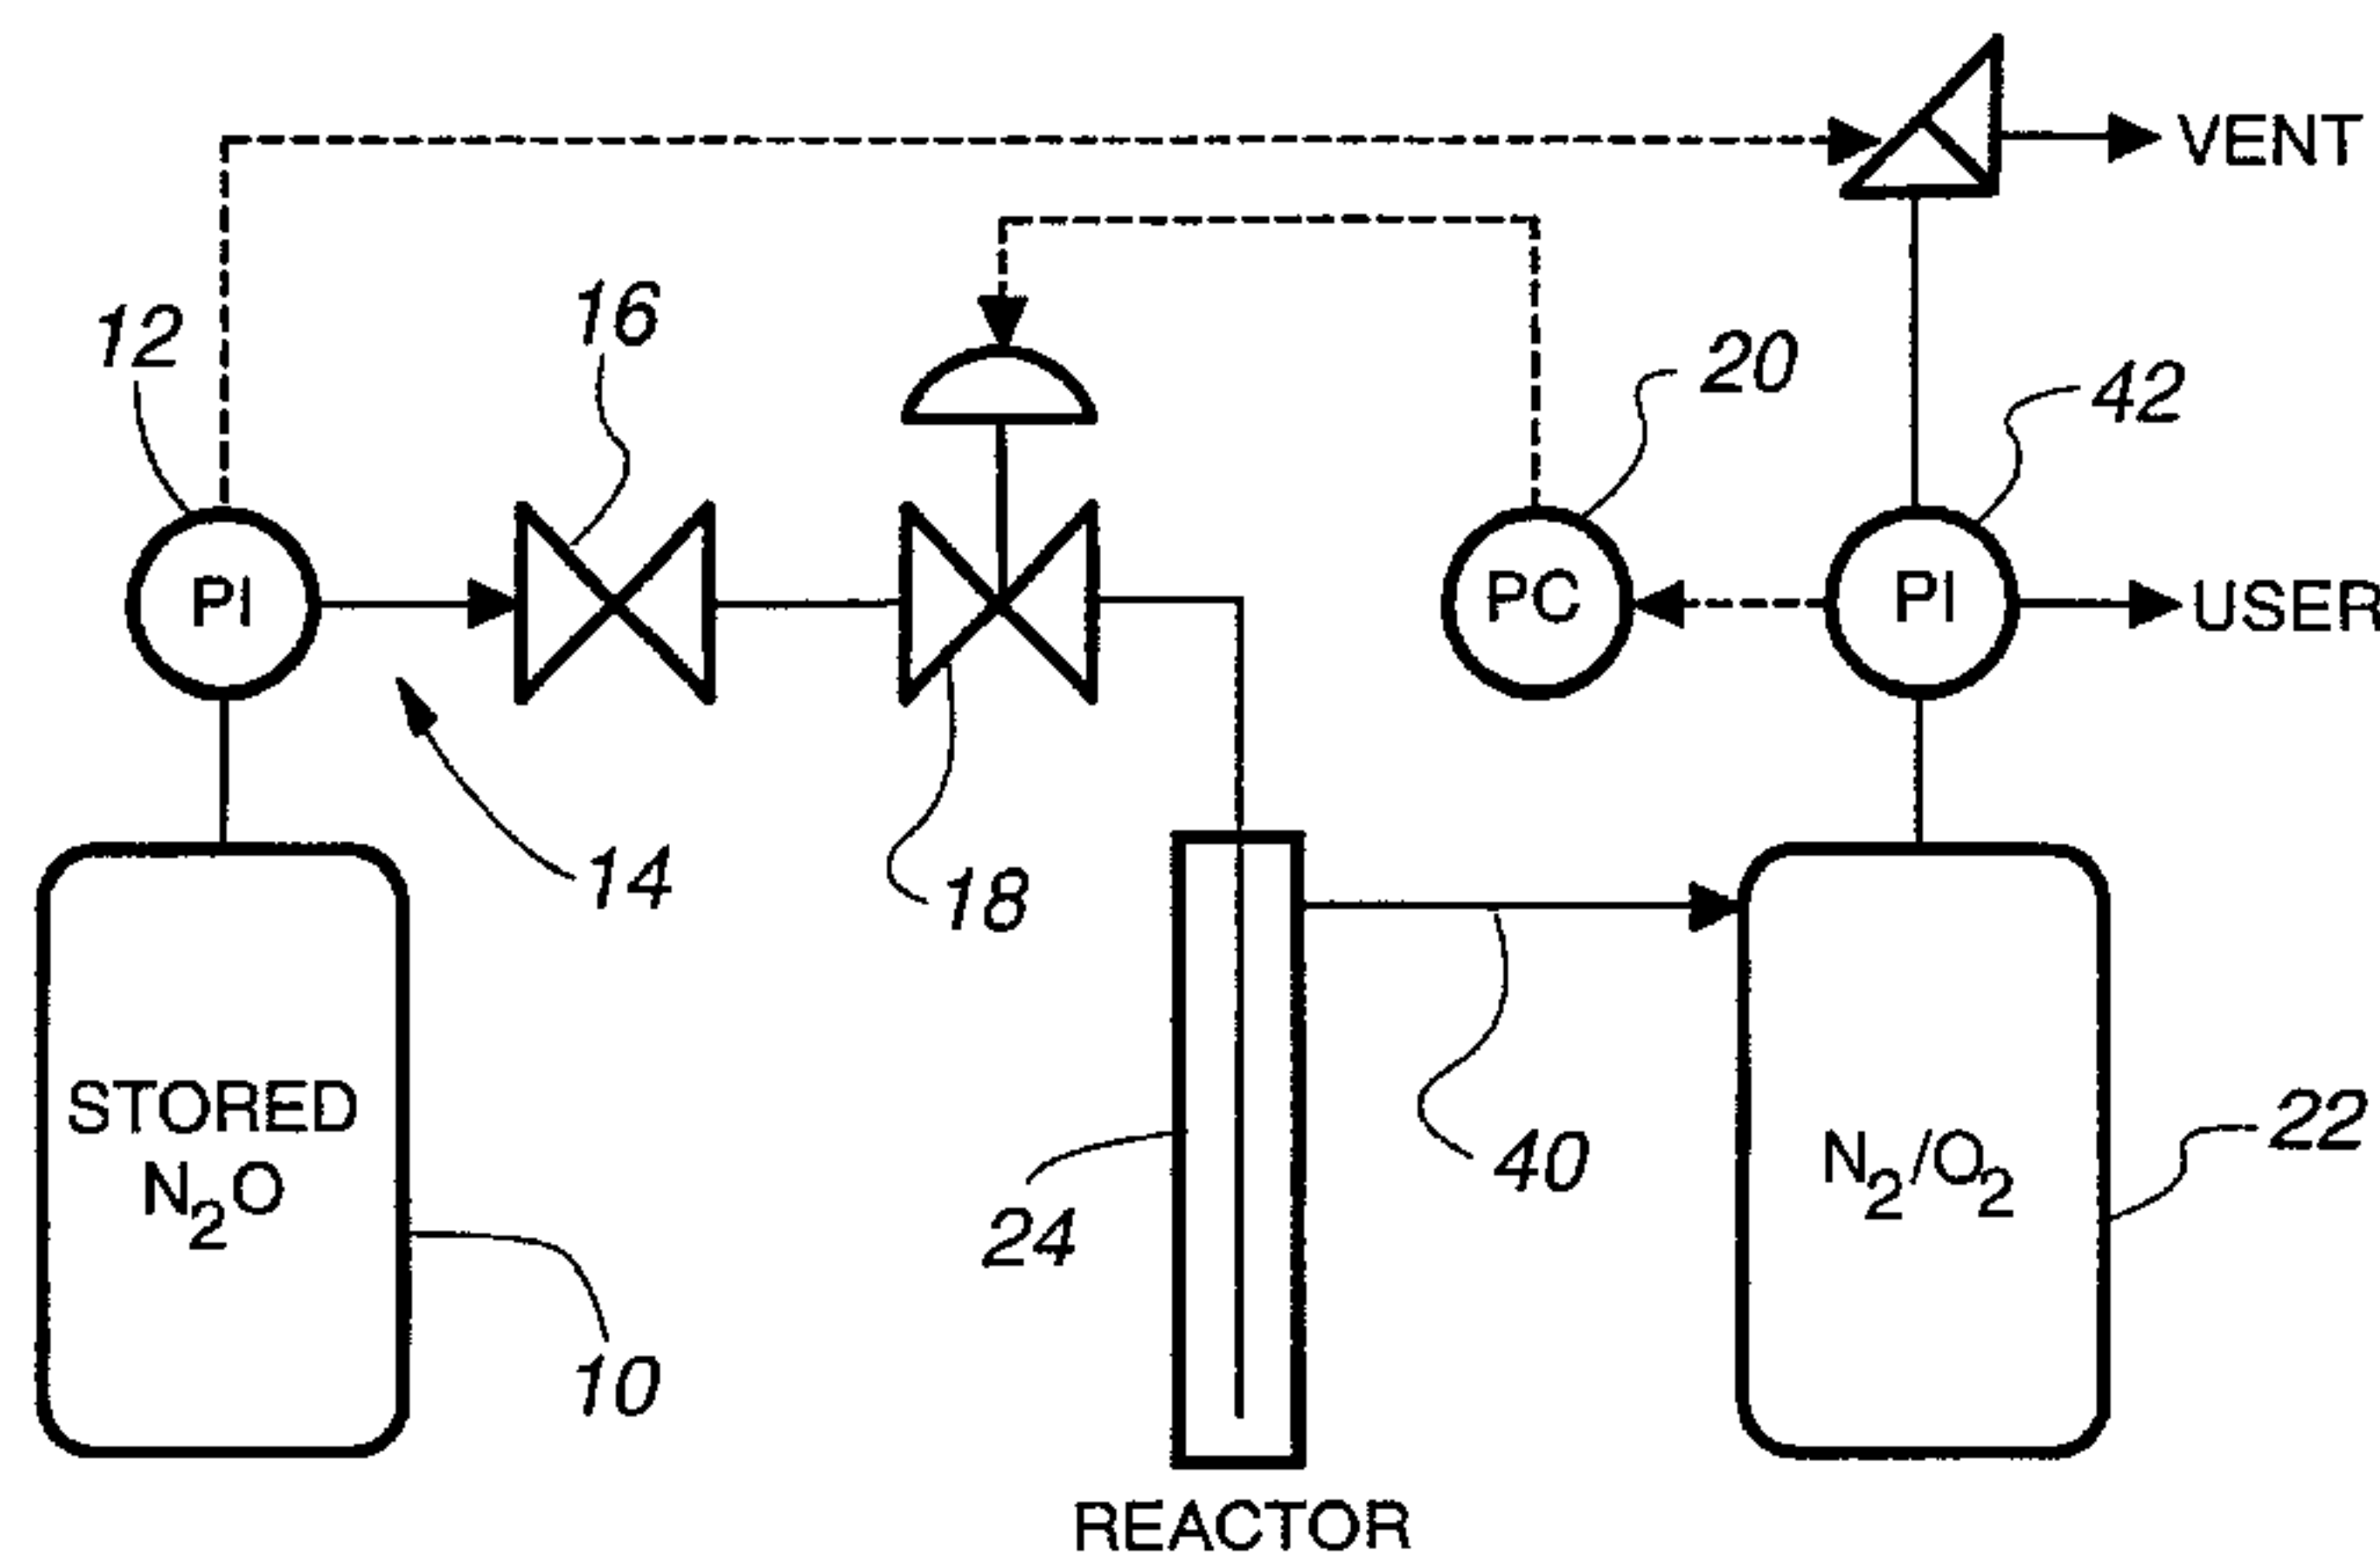 VENT
16
12
20
42
PI
PC
PI
USER
14
18
STORED
N₂O
N₂/O₂
22
40
24
10
REACTOR